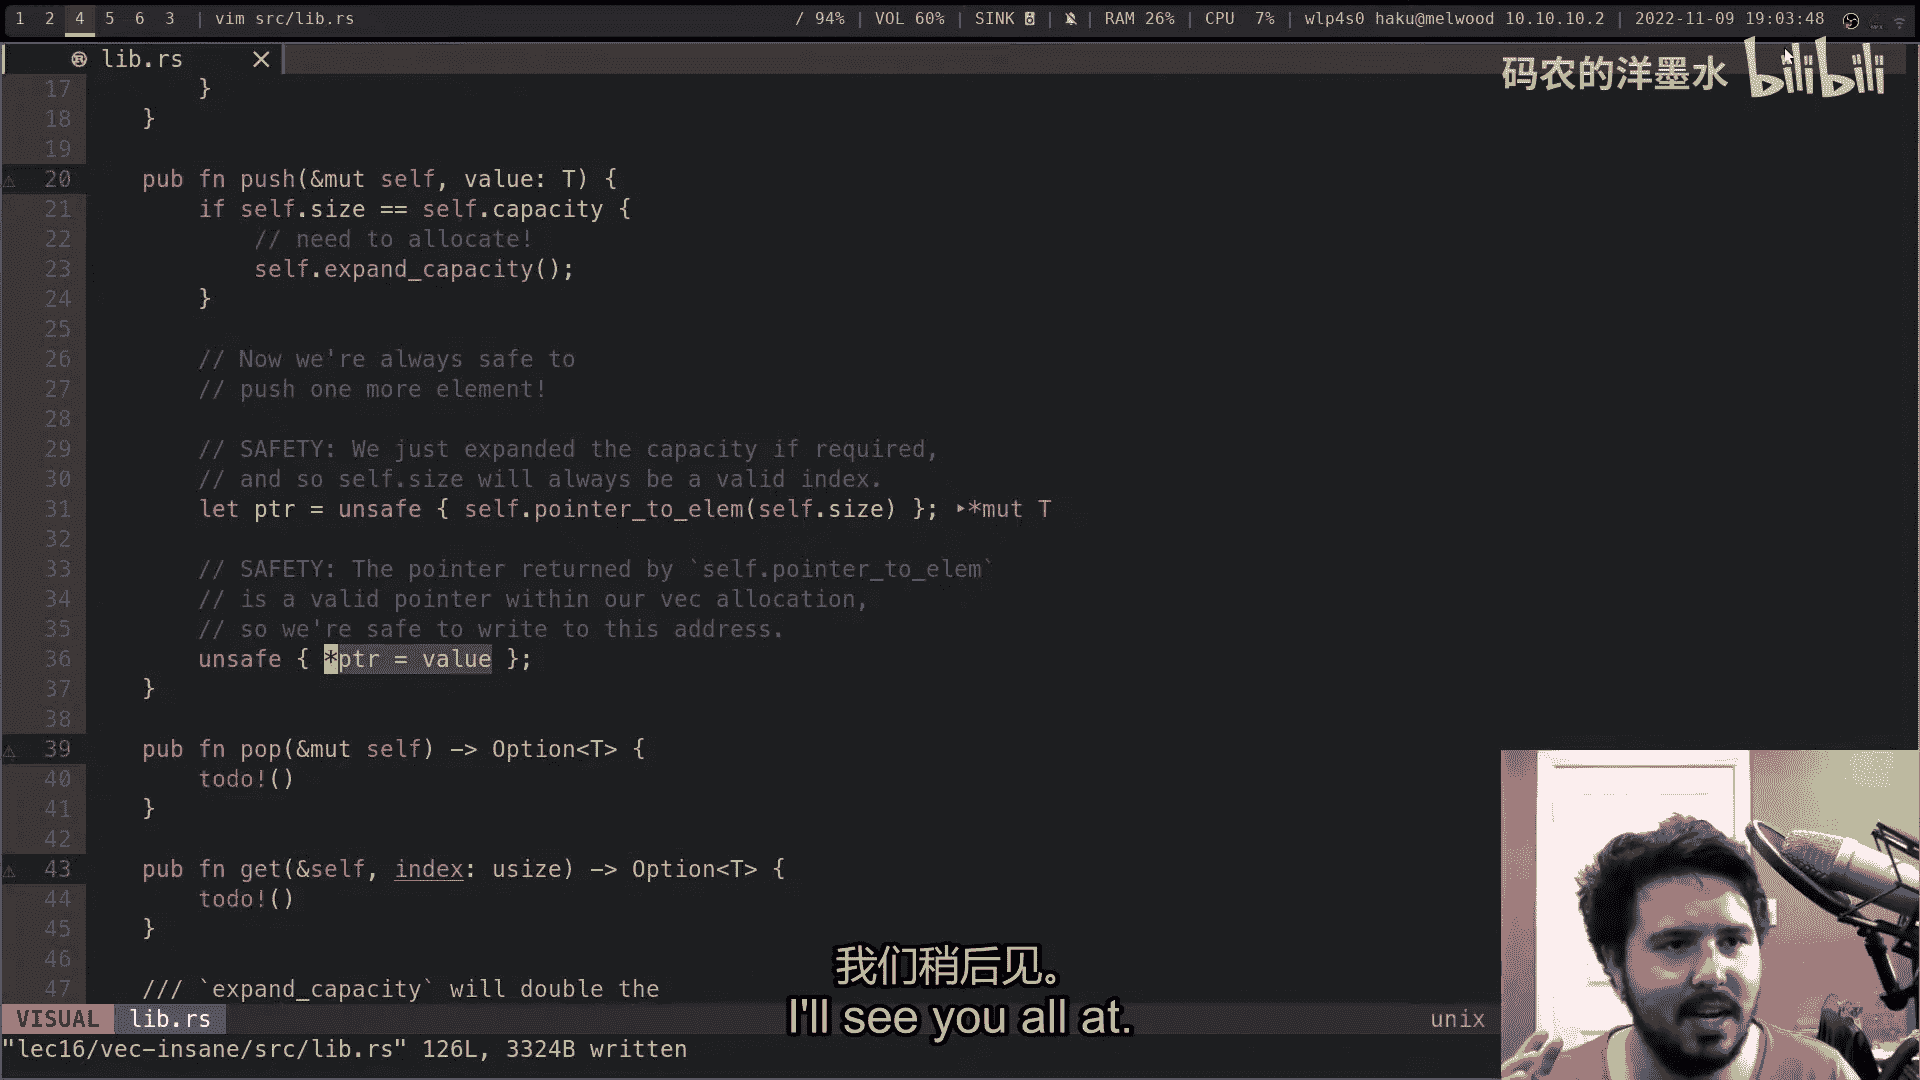 1 2 4 5 6 3 | vim src/lib.rs / 94% | VOL 60% | SINK | | RAM 26% | CPU 7% | wlp4s0 haku@melwood 10.10.10.2 | 2022-11-09 19:03:48
lib.rs
码农的洋墨水 bilibili
17 }
18 }
19
20 pub fn push(&mut self, value: T) {
21 if self.size == self.capacity {
22 // need to allocate!
23 self.expand_capacity();
24 }
25
26 // Now we're always safe to
27 // push one more element!
28
29 // SAFETY: We just expanded the capacity if required,
30 // and so self.size will always be a valid index.
31 let ptr = unsafe { self.pointer_to_elem(self.size) }; ▸*mut T
32
33 // SAFETY: The pointer returned by `self.pointer_to_elem`
34 // is a valid pointer within our vec allocation,
35 // so we're safe to write to this address.
36 unsafe { *ptr = value };
37 }
38
39 pub fn pop(&mut self) -> Option<T> {
40 todo!()
41 }
42
43 pub fn get(&self, index: usize) -> Option<T> {
44 todo!()
45 }
46
47 /// `expand_capacity` will double the
我们稍后见。
I'll see you all at.
VISUAL lib.rs unix
"lec16/vec-insane/src/lib.rs" 126L, 3324B written